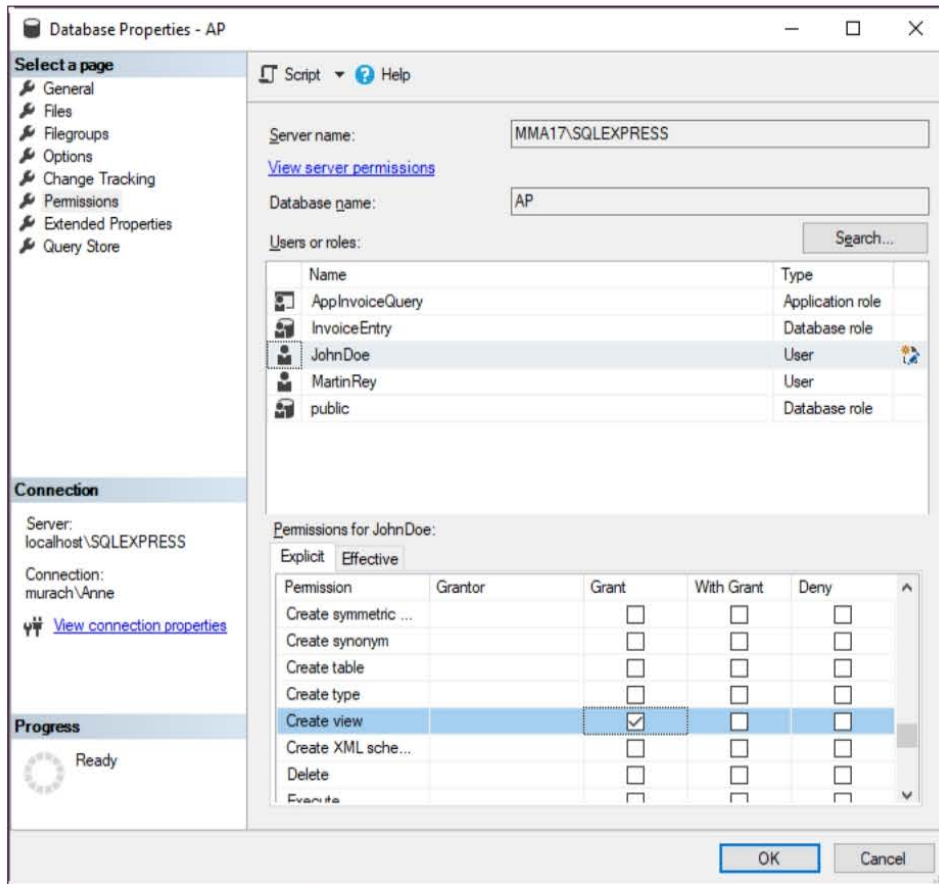 Database Properties - AP
Select a page
General
Files
Filegroups
Options
Change Tracking
Permissions
Extended Properties
Query Store
Connection
Server:
localhost\SQLEXPRESS
Connection:
murach\Anne
View connection properties
Progress
Ready
Script Help
Server name: MMA17\SQLEXPRESS
View server permissions
Database name: AP
Users or roles: Search...
Name Type
AppInvoiceQuery Application role
InvoiceEntry Database role
JohnDoe User
MartinRey User
public Database role
Permissions for JohnDoe:
Explicit Effective
Permission Grantor Grant With Grant Deny
Create symmetric ...
Create synonym
Create table
Create type
Create view
Create XML sche...
Delete
Execute
OK Cancel